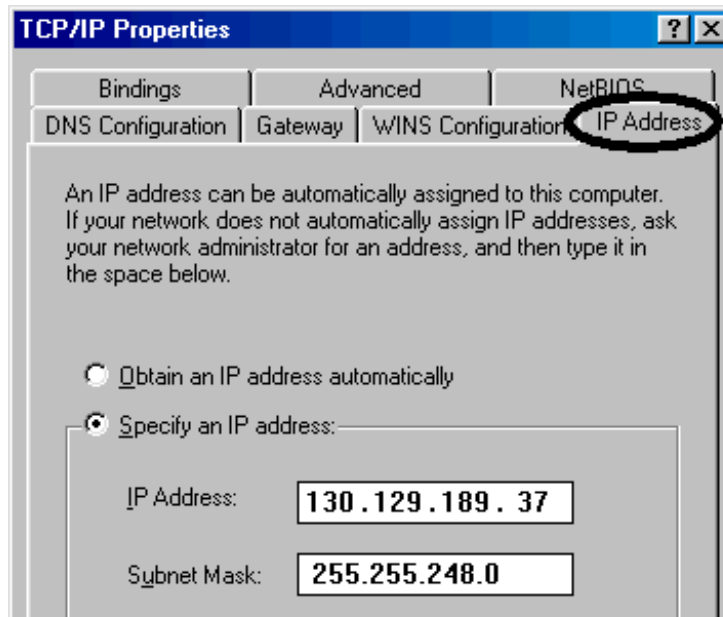 TCP/IP Properties
? X
Bindings Advanced NetBIOS
DNS Configuration Gateway WINS Configuration IP Address
An IP address can be automatically assigned to this computer.
If your network does not automatically assign IP addresses, ask
your network administrator for an address, and then type it in
the space below.
Obtain an IP address automatically
Specify an IP address:
IP Address: 130.129.189. 37
Subnet Mask: 255.255.248.0